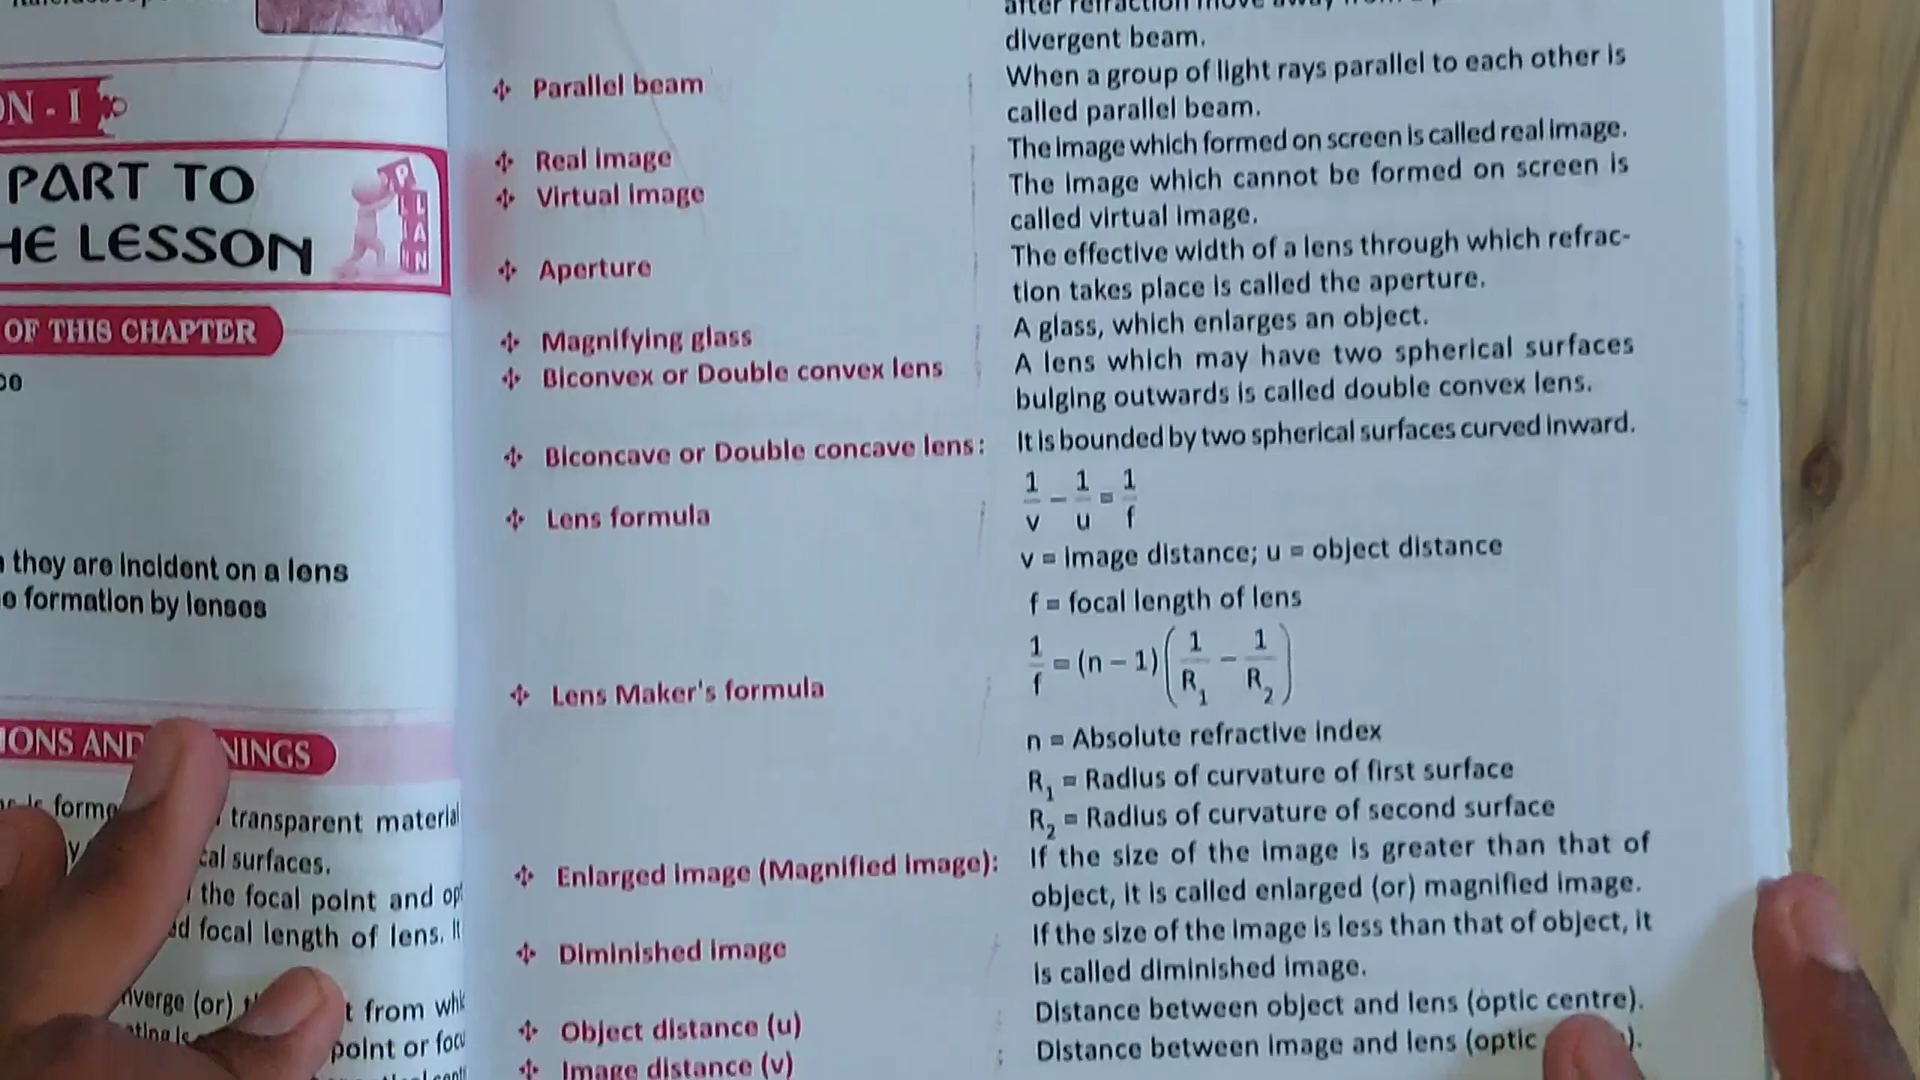 ON - I
PART TO
HE LESSON
PLAN
OF THIS CHAPTER
they are incident on a lens
formation by lenses
IONS AND NINGS
transparent material
cal surfaces.
the focal point and
focal length of lens. It
nverge (or) t from
point or
divergent beam.
Parallel beam
When a group of light rays parallel to each other is
called parallel beam.
Real image
The image which formed on screen is called real image.
Virtual image
The image which cannot be formed on screen is
called virtual image.
Aperture
The effective width of a lens through which refrac-
tion takes place is called the aperture.
Magnifying glass
A glass, which enlarges an object.
Biconvex or Double convex lens
A lens which may have two spherical surfaces
bulging outwards is called double convex lens.
Biconcave or Double concave lens :
It is bounded by two spherical surfaces curved inward.
Lens formula
1/v − 1/u = 1/f
v = image distance; u = object distance
f = focal length of lens
Lens Maker's formula
1/f = (n − 1)(1/R1 − 1/R2)
n = Absolute refractive index
R1 = Radius of curvature of first surface
R2 = Radius of curvature of second surface
Enlarged image (Magnified image):
If the size of the image is greater than that of
object, it is called enlarged (or) magnified image.
Diminished image
If the size of the image is less than that of object, it
is called diminished image.
Object distance (u) :
Distance between object and lens (optic centre).
Image distance (v) :
Distance between image and lens (optic ).